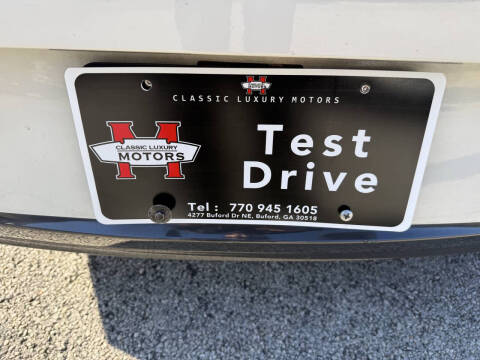 CLASSIC LUXURY MOTORS
H
CLASSIC LUXURY
MOTORS
Test
Drive
Tel : 770 945 1605
4277 Buford Dr NE, Buford, GA 30518